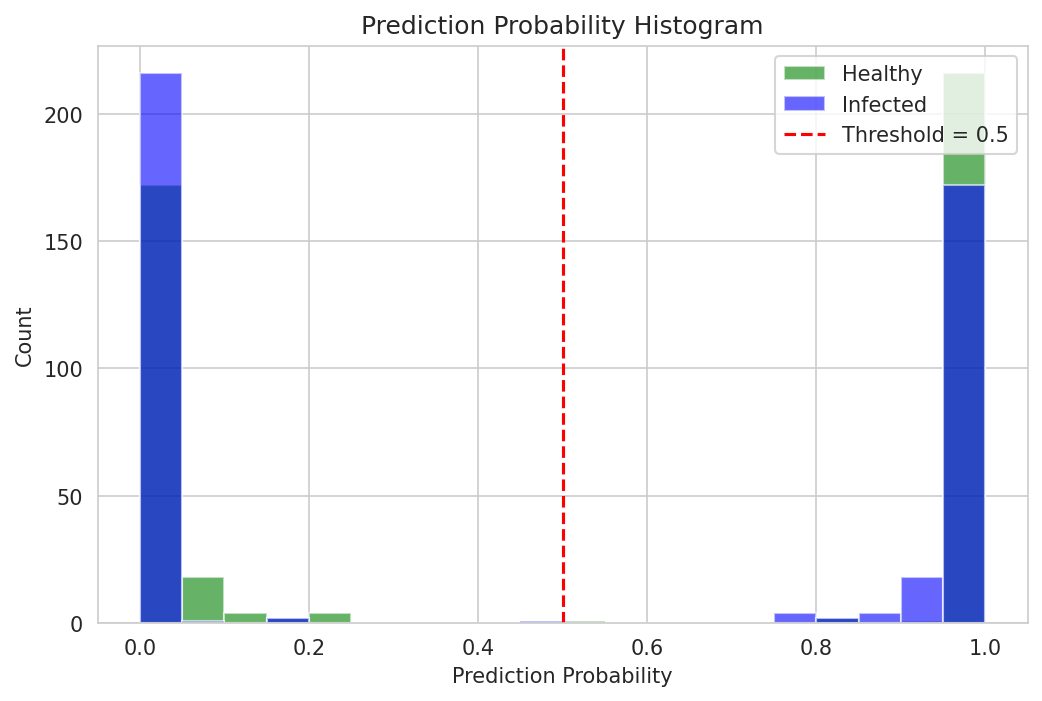 Prediction Probability Histogram
Healthy
Infected
Threshold = 0.5
Count
200
150
100
50
0
0.0 0.2 0.4 0.6 0.8 1.0
Prediction Probability